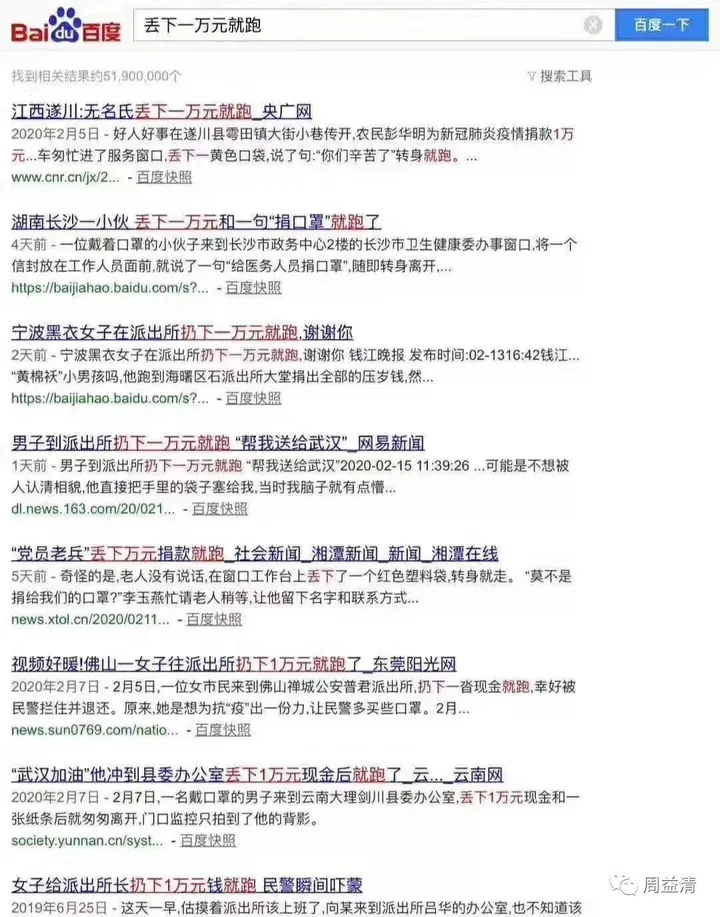 Bai du 百度
丢下一万元就跑
百度一下
找到相关结果约51,900,000个
搜索工具
江西遂川:无名氏丢下一万元就跑_央广网
2020年2月5日 - 好人好事在遂川县雩田镇大街小巷传开,农民彭华明为新冠肺炎疫情捐款1万
元...车匆忙进了服务窗口,丢下一黄色口袋,说了句:“你们辛苦了”转身就跑。...
www.cnr.cn/jx/2... - 百度快照
湖南长沙一小伙 丢下一万元和一句“捐口罩”就跑了
4天前 - 一位戴着口罩的小伙子来到长沙市政务中心2楼的长沙市卫生健康委办事窗口,将一个
信封放在工作人员面前,就说了一句“给医务人员捐口罩”,随即转身离开,...
https://baijiahao.baidu.com/s?... - 百度快照
宁波黑衣女子在派出所扔下一万元就跑,谢谢你
2天前 - 宁波黑衣女子在派出所扔下一万元就跑,谢谢你 钱江晚报 发布时间:02-1316:42钱江...
“黄棉袄”小男孩吗,他跑到海曙区石派出所大堂捐出全部的压岁钱,然...
https://baijiahao.baidu.com/s?... - 百度快照
男子到派出所扔下一万元就跑 “帮我送给武汉”_网易新闻
1天前 - 男子到派出所扔下一万元就跑 “帮我送给武汉”2020-02-15 11:39:26 ...可能是不想被
人认清相貌,他直接把手里的袋子塞给我,当时我脑子就有点懵...
dl.news.163.com/20/021... - 百度快照
“党员老兵”丢下万元捐款就跑_社会新闻_湘潭新闻_新闻_湘潭在线
5天前 - 奇怪的是,老人没有说话,在窗口工作台上丢下了一个红色塑料袋,转身就走。 “莫不是
捐给我们的口罩?”李玉燕忙请老人稍等,让他留下名字和联系方式...
news.xtol.cn/2020/0211... - 百度快照
视频好暖!佛山一女子往派出所扔下1万元就跑了_东莞阳光网
2020年2月7日 - 2月5日,一位女市民来到佛山禅城公安普君派出所,扔下一沓现金就跑,幸好被
民警拦住并退还。原来,她是想为抗“疫”出一份力,让民警多买些口罩。2月...
news.sun0769.com/natio... - 百度快照
“武汉加油”他冲到县委办公室丢下1万元现金后就跑了_云..._云南网
2020年2月7日 - 2月7日,一名戴口罩的男子来到云南大理剑川县委办公室,丢下1万元现金和一
张纸条后就匆匆离开,门口监控只拍到了他的背影。
society.yunnan.cn/syst... - 百度快照
女子给派出所长扔下1万元钱就跑 民警瞬间吓蒙
2019年6月25日 - 这天一早,估摸着派出所该上班了,向某来到派出所吕华的办公室,也不知道该
周益清